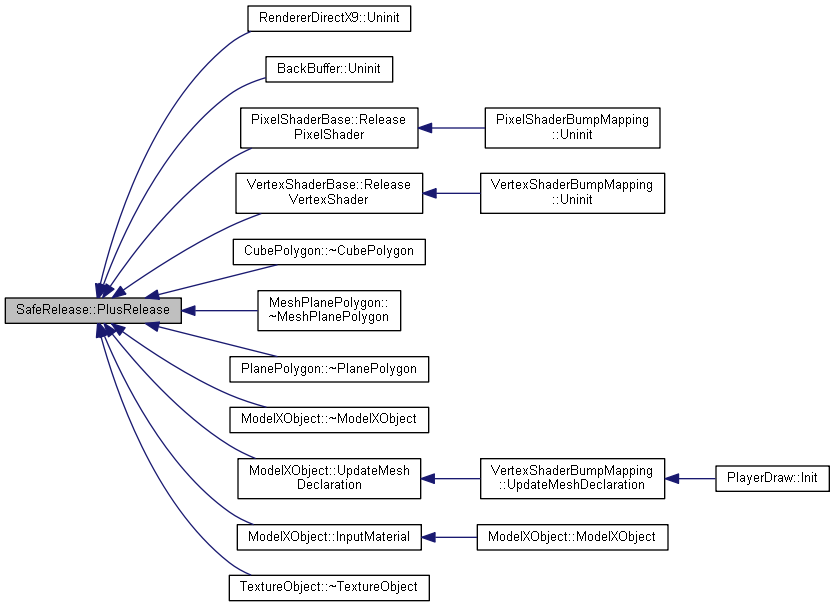 RendererDirectX9::Uninit
BackBuffer::Uninit
PixelShaderBase::Release
PixelShader
PixelShaderBumpMapping
::Uninit
VertexShaderBase::Release
VertexShader
VertexShaderBumpMapping
::Uninit
CubePolygon::~CubePolygon
SafeRelease::PlusRelease
MeshPlanePolygon::
~MeshPlanePolygon
PlanePolygon::~PlanePolygon
ModelXObject::~ModelXObject
ModelXObject::UpdateMesh
Declaration
VertexShaderBumpMapping
::UpdateMeshDeclaration
PlayerDraw::Init
ModelXObject::InputMaterial
ModelXObject::ModelXObject
TextureObject::~TextureObject